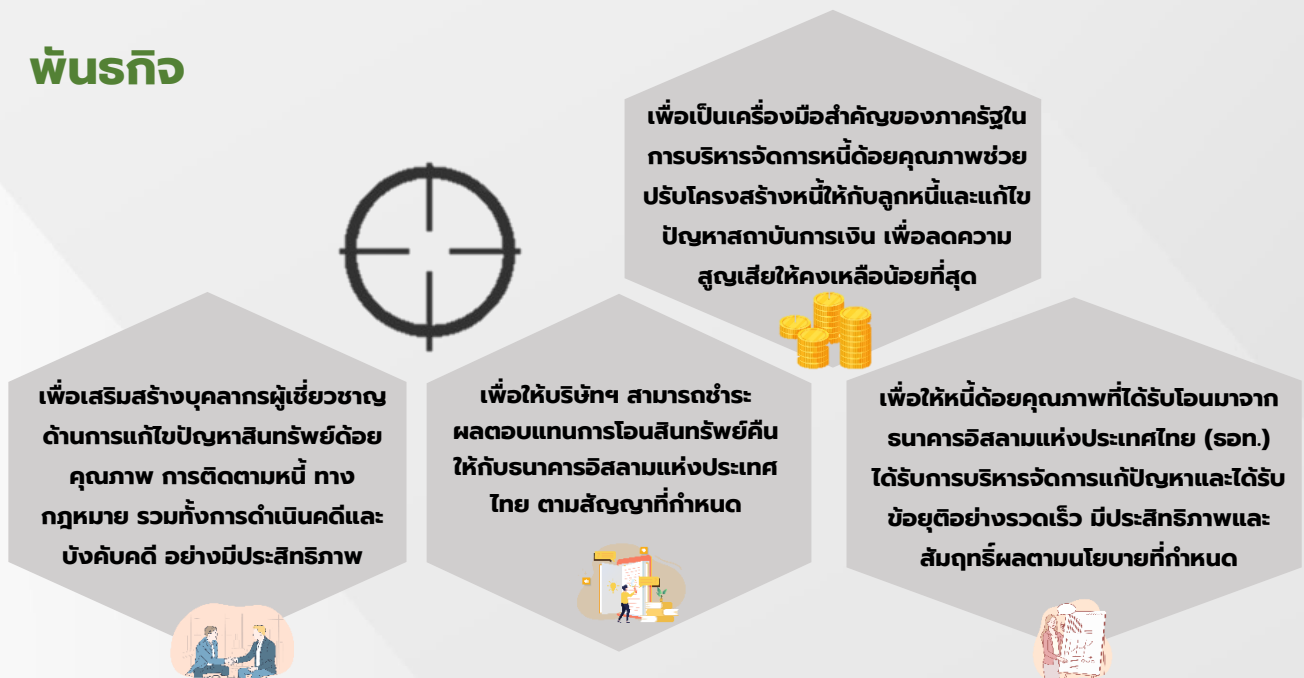 พันธกิจ
เพื่อเป็นเครื่องมือสำคัญของภาครัฐใน
การบริหารจัดการหนี้ด้อยคุณภาพช่วย
ปรับโครงสร้างหนี้ให้กับลูกหนี้และแก้ไข
ปัญหาสถาบันการเงิน เพื่อลดความ
สูญเสียให้คงเหลือน้อยที่สุด
เพื่อเสริมสร้างบุคลากรผู้เชี่ยวชาญ
ด้านการแก้ไขปัญหาสินทรัพย์ด้อย
คุณภาพ การติดตามหนี้ ทาง
กฎหมาย รวมทั้งการดำเนินคดีและ
บังคับคดี อย่างมีประสิทธิภาพ
เพื่อให้บริษัทฯ สามารถชำระ
ผลตอบแทนการโอนสินทรัพย์คืน
ให้กับธนาคารอิสลามแห่งประเทศ
ไทย ตามสัญญาที่กำหนด
เพื่อให้หนี้ด้อยคุณภาพที่ได้รับโอนมาจาก
ธนาคารอิสลามแห่งประเทศไทย (ธอท.)
ได้รับการบริหารจัดการแก้ปัญหาและได้รับ
ข้อยุติอย่างรวดเร็ว มีประสิทธิภาพและ
สัมฤทธิ์ผลตามนโยบายที่กำหนด